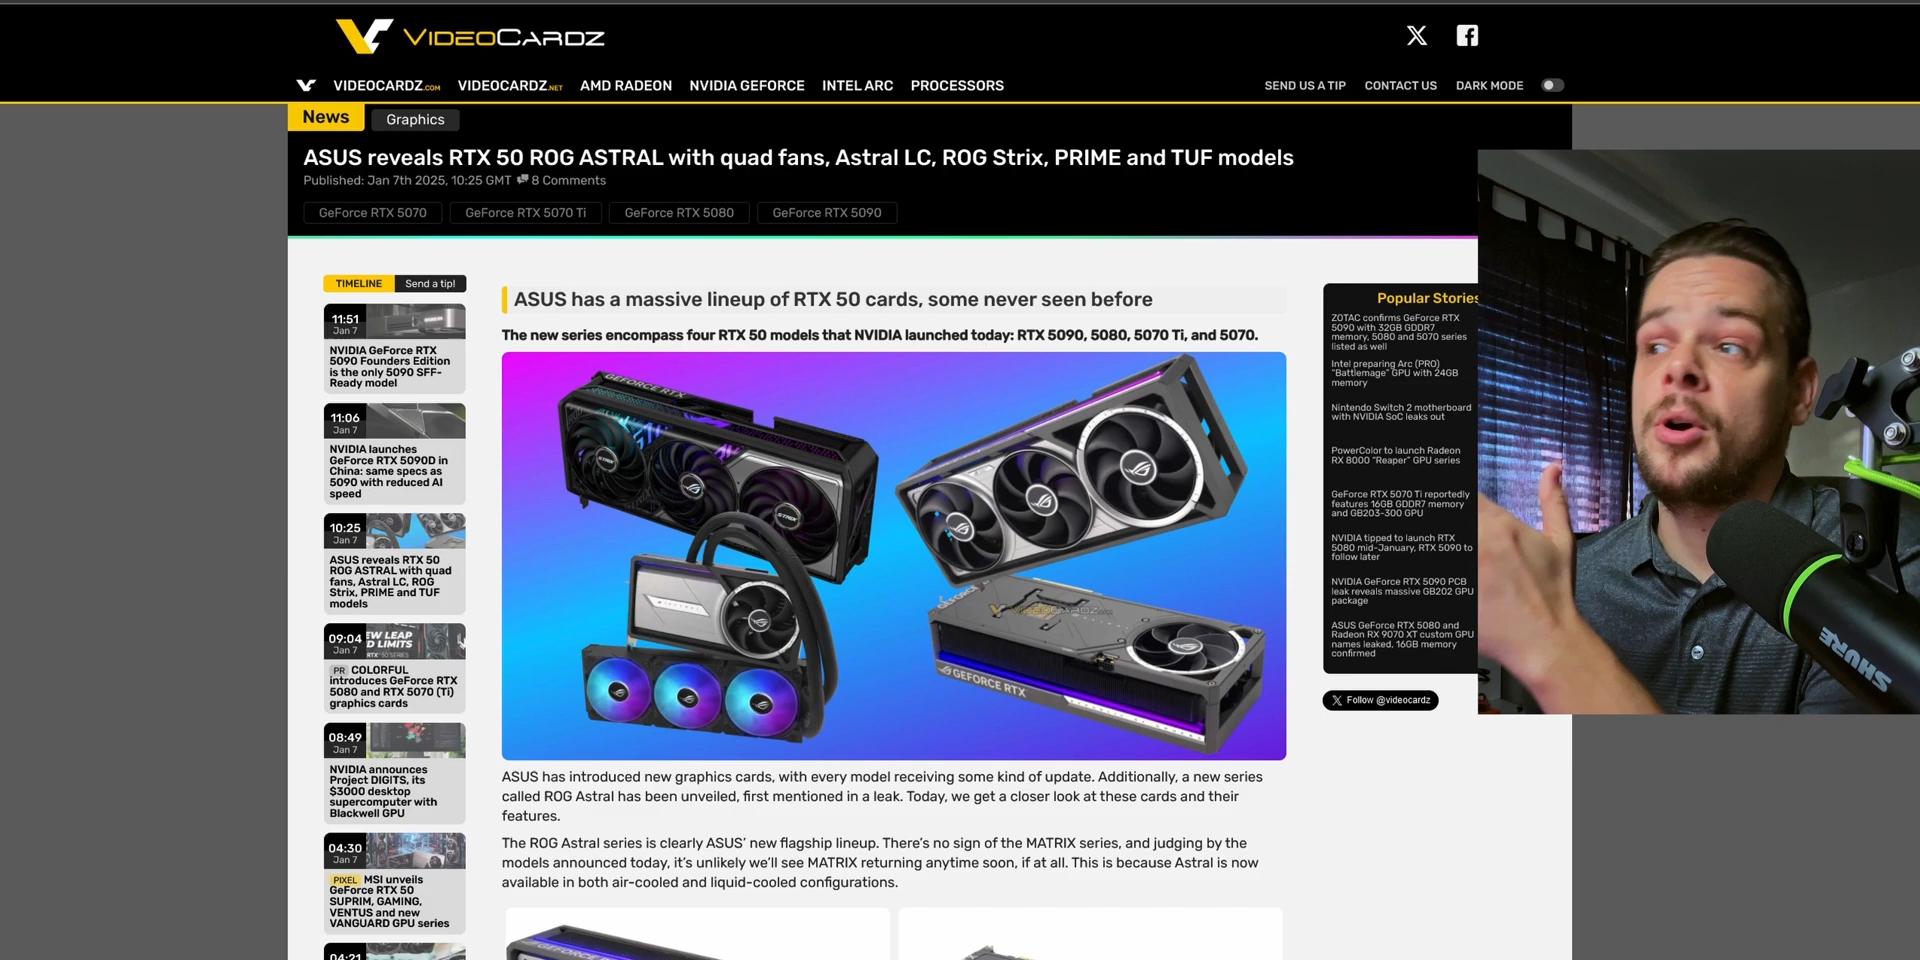 VIDEOCARDZ
VIDEOCARDZ.COM VIDEOCARDZ.NET AMD RADEON NVIDIA GEFORCE INTEL ARC PROCESSORS
SEND US A TIP CONTACT US DARK MODE
News Graphics
ASUS reveals RTX 50 ROG ASTRAL with quad fans, Astral LC, ROG Strix, PRIME and TUF models
Published: Jan 7th 2025, 10:25 GMT 8 Comments
GeForce RTX 5070 GeForce RTX 5070 Ti GeForce RTX 5080 GeForce RTX 5090
TIMELINE Send a tip!
11:51
Jan 7
NVIDIA GeForce RTX
5090 Founders Edition
is the only 5090 SFF-
Ready model
11:06
Jan 7
NVIDIA launches
GeForce RTX 5090D in
China: same specs as
5090 with reduced AI
speed
10:25
Jan 7
ASUS reveals RTX 50
ROG ASTRAL with quad
fans, Astral LC, ROG
Strix, PRIME and TUF
models
09:04
Jan 7
EW LEAP
D LIMITS
COLORFUL
PR
introduces GeForce RTX
5080 and RTX 5070 (Ti)
graphics cards
08:49
Jan 7
NVIDIA announces
Project DIGITS, its
$3000 desktop
supercomputer with
Blackwell GPU
04:30
Jan 7
PIXEL MSI unveils
GeForce RTX 50
SUPRIM, GAMING,
VENTUS and new
VANGUARD GPU series
04:21
ASUS has a massive lineup of RTX 50 cards, some never seen before
The new series encompass four RTX 50 models that NVIDIA launched today: RTX 5090, 5080, 5070 Ti, and 5070.
GEFORCE RTX
STRIX
STRIX
VIDEOCARDZ
GEFORCE RTX
ASUS has introduced new graphics cards, with every model receiving some kind of update. Additionally, a new series
called ROG Astral has been unveiled, first mentioned in a leak. Today, we get a closer look at these cards and their
features.
The ROG Astral series is clearly ASUS' new flagship lineup. There's no sign of the MATRIX series, and judging by the
models announced today, it's unlikely we'll see MATRIX returning anytime soon, if at all. This is because Astral is now
available in both air-cooled and liquid-cooled configurations.
GEFORCE RTX
Popular Stories
ZOTAC confirms GeForce RTX
5090 with 32GB GDDR7
memory, 5080 and 5070 series
listed as well
Intel preparing Arc (PRO)
"Battlemage" GPU with 24GB
memory
Nintendo Switch 2 motherboard
with NVIDIA SoC leaks out
PowerColor to launch Radeon
RX 8000 "Reaper" GPU series
GeForce RTX 5070 Ti reportedly
features 16GB GDDR7 memory
and GB203-300 GPU
NVIDIA tipped to launch RTX
5080 mid-January, RTX 5090 to
follow later
NVIDIA GeForce RTX 5090 PCB
leak reveals massive GB202 GPU
package
ASUS GeForce RTX 5080 and
Radeon RX 9070 XT custom GPU
names leaked, 16GB memory
confirmed
Follow @videocardz
SHURE